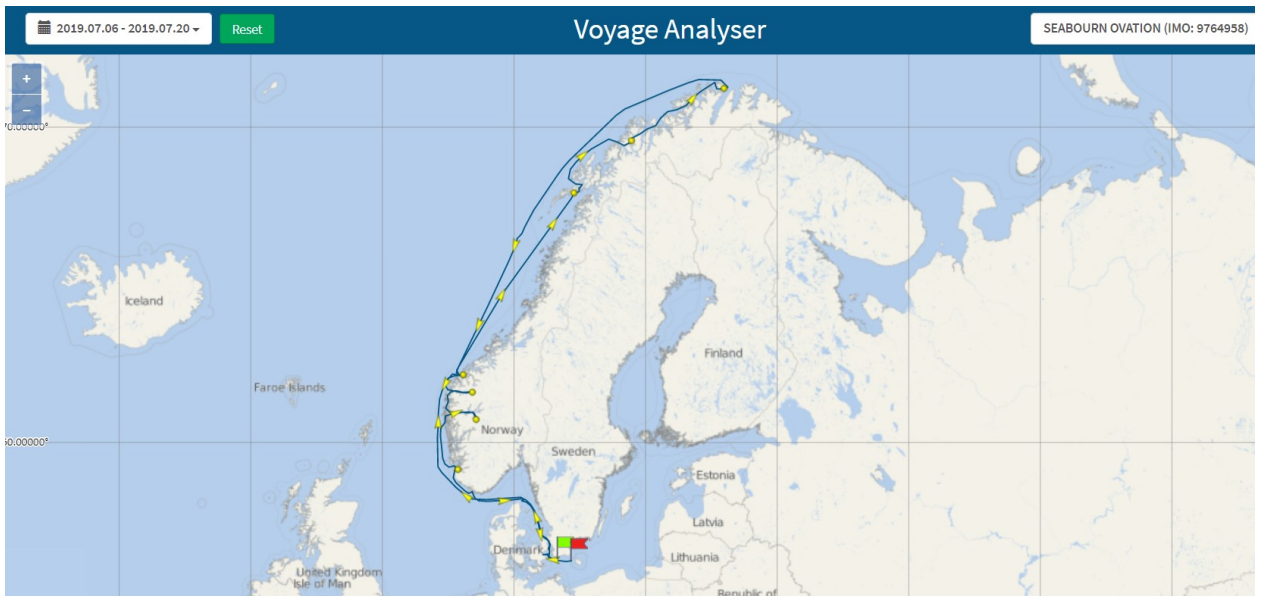 2019.07.06 - 2019.07.20
Reset
Voyage Analyser
SEABOURN OVATION (IMO: 9764958)
+
−
70.00000°
Iceland
Finland
Faroe Islands
Norway
60.00000°
Sweden
Estonia
Latvia
Denmark
Lithuania
United Kingdom
Isle of Man
Republic of